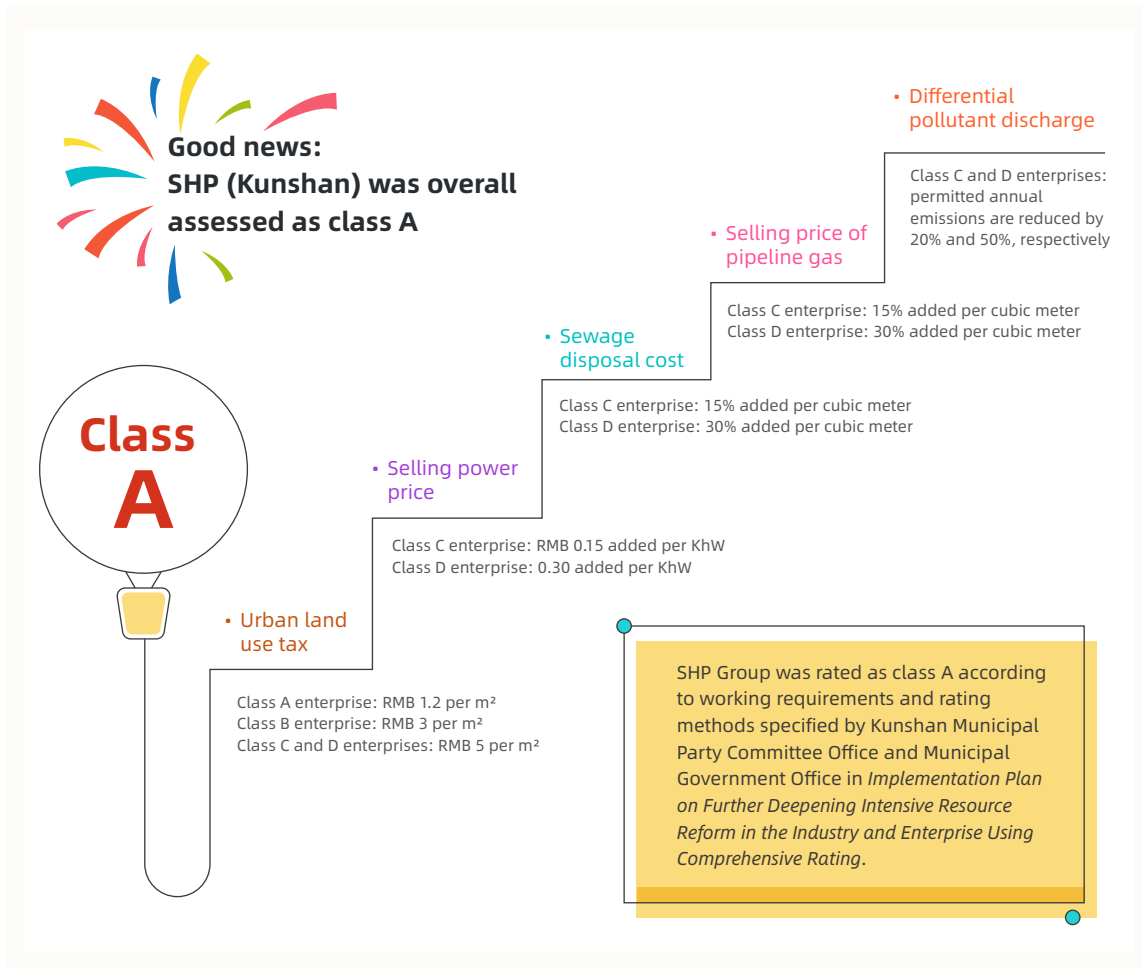 Good news:
SHP (Kunshan) was overall
assessed as class A
Class
A
• Urban land
use tax
Class A enterprise: RMB 1.2 per m²
Class B enterprise: RMB 3 per m²
Class C and D enterprises: RMB 5 per m²
• Selling power
price
Class C enterprise: RMB 0.15 added per KhW
Class D enterprise: 0.30 added per KhW
• Sewage
disposal cost
Class C enterprise: 15% added per cubic meter
Class D enterprise: 30% added per cubic meter
• Selling price of
pipeline gas
Class C enterprise: 15% added per cubic meter
Class D enterprise: 30% added per cubic meter
• Differential
pollutant discharge
Class C and D enterprises:
permitted annual
emissions are reduced by
20% and 50%, respectively
SHP Group was rated as class A according
to working requirements and rating
methods specified by Kunshan Municipal
Party Committee Office and Municipal
Government Office in Implementation Plan
on Further Deepening Intensive Resource
Reform in the Industry and Enterprise Using
Comprehensive Rating.